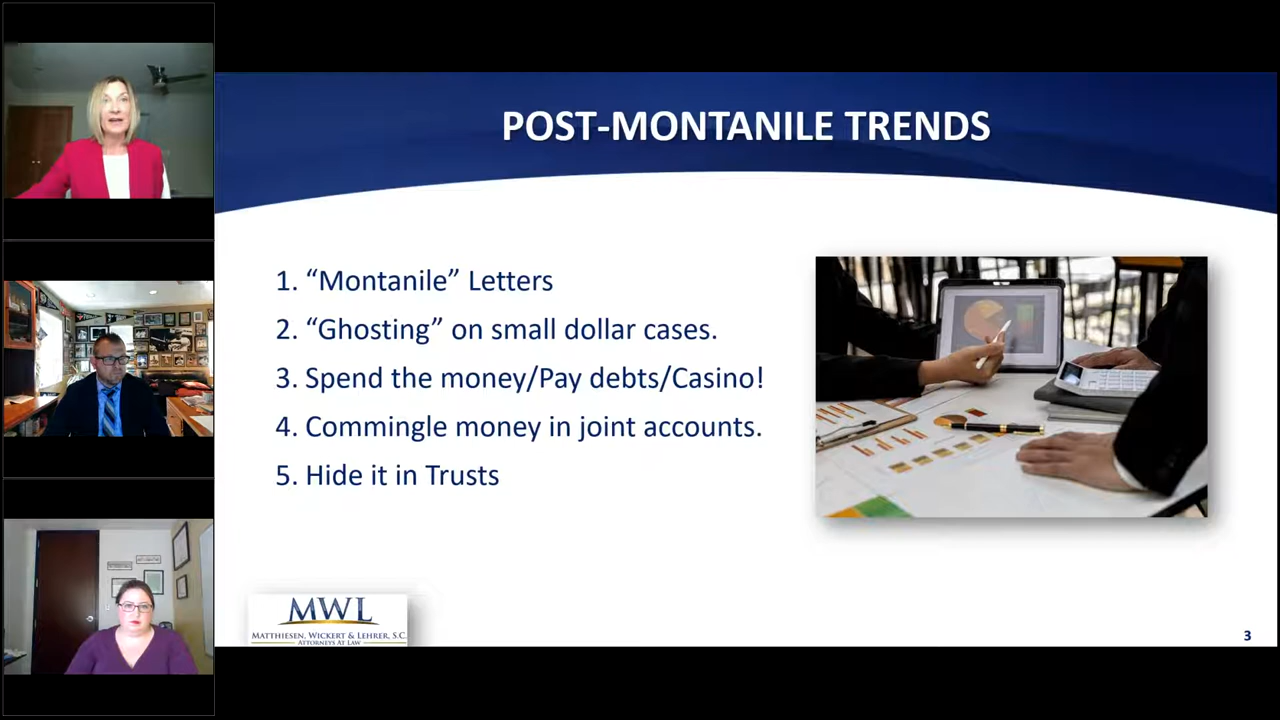 POST-MONTANILE TRENDS
1. “Montanile” Letters
2. “Ghosting” on small dollar cases.
3. Spend the money/Pay debts/Casino!
4. Commingle money in joint accounts.
5. Hide it in Trusts
MWL
MATTHIESEN, WICKERT & LEHRER, S.C.
ATTORNEYS AT LAW
3